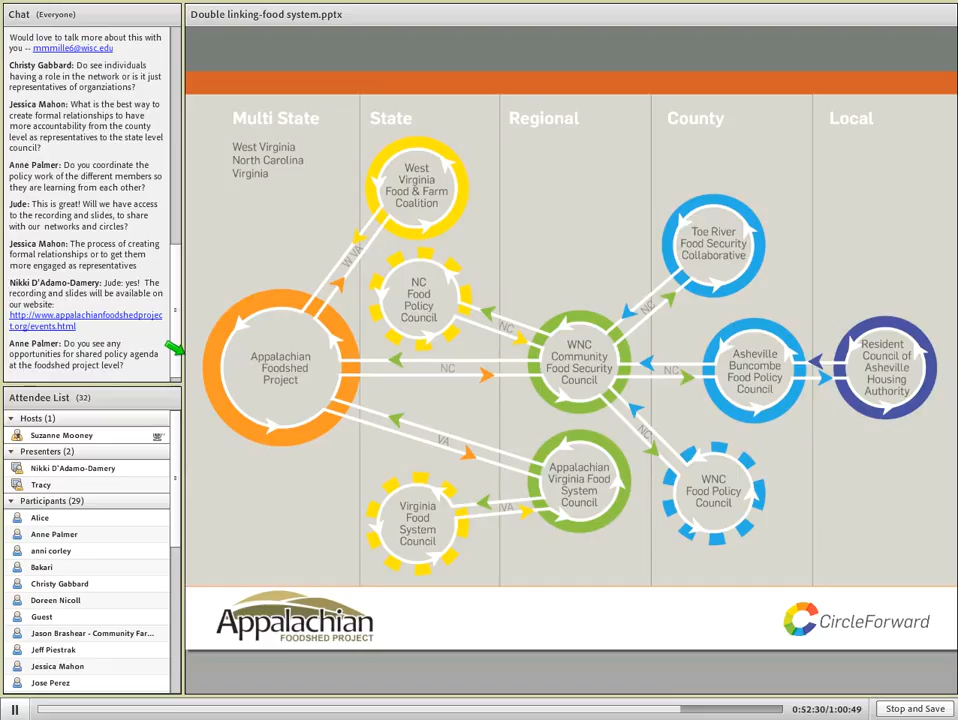 Chat (Everyone)
Would love to talk more about this with
you -- mmmille6@wisc.edu
Christy Gabbard: Do see individuals
having a role in the network or is it just
representatives of organziations?
Jessica Mahon: What is the best way to
create formal relationships to have
more accountability from the county
level as representatives to the state level
council?
Anne Palmer: Do you coordinate the
policy work of the different members so
they are learning from each other?
Jude: This is great! Will we have access
to the recording and slides, to share
with our networks and circles?
Jessica Mahon: The process of creating
formal relationships or to get them
more engaged as representatives
Nikki D'Adamo-Damery: Jude: yes! The
recording and slides will be available on
our website:
http://www.appalachianfoodshedprojec
t.org/events.html
Anne Palmer: Do you see any
opportunities for shared policy agenda
at the foodshed project level?
Attendee List (32)
Hosts (1)
Suzanne Mooney
Presenters (2)
Nikki D'Adamo-Damery
Tracy
Participants (29)
Alice
Anne Palmer
anni corley
Bakari
Christy Gabbard
Doreen Nicoll
Guest
Jason Brashear - Community Far...
Jeff Piestrak
Jessica Mahon
Jose Perez
Double linking-food system.pptx
Multi State
State
Regional
County
Local
West Virginia
North Carolina
Virginia
West
Virginia
Food & Farm
Coalition
W VA
NC
Food
Policy
Council
NC
Appalachian
Foodshed
Project
NC
VA
Virginia
Food
System
Council
IVA
WNC
Community
Food Security
Council
Appalachian
Virginia Food
System
Council
NC
NC
NC
Toe River
Food Security
Collaborative
Asheville
Buncombe
Food Policy
Council
WNC
Food Policy
Council
Resident
Council of
Asheville
Housing
Authority
Appalachian
FOODSHED PROJECT
CircleForward
0:52:30/1:00:49
Stop and Save